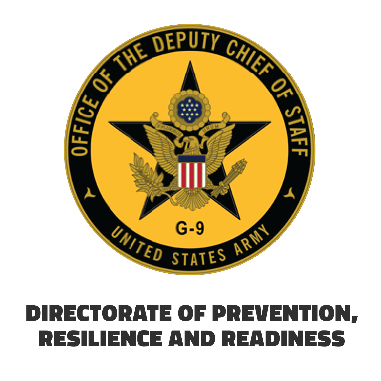 OFFICE OF THE DEPUTY CHIEF OF STAFF
G-9
UNITED STATES ARMY
DIRECTORATE OF PREVENTION,
RESILIENCE AND READINESS